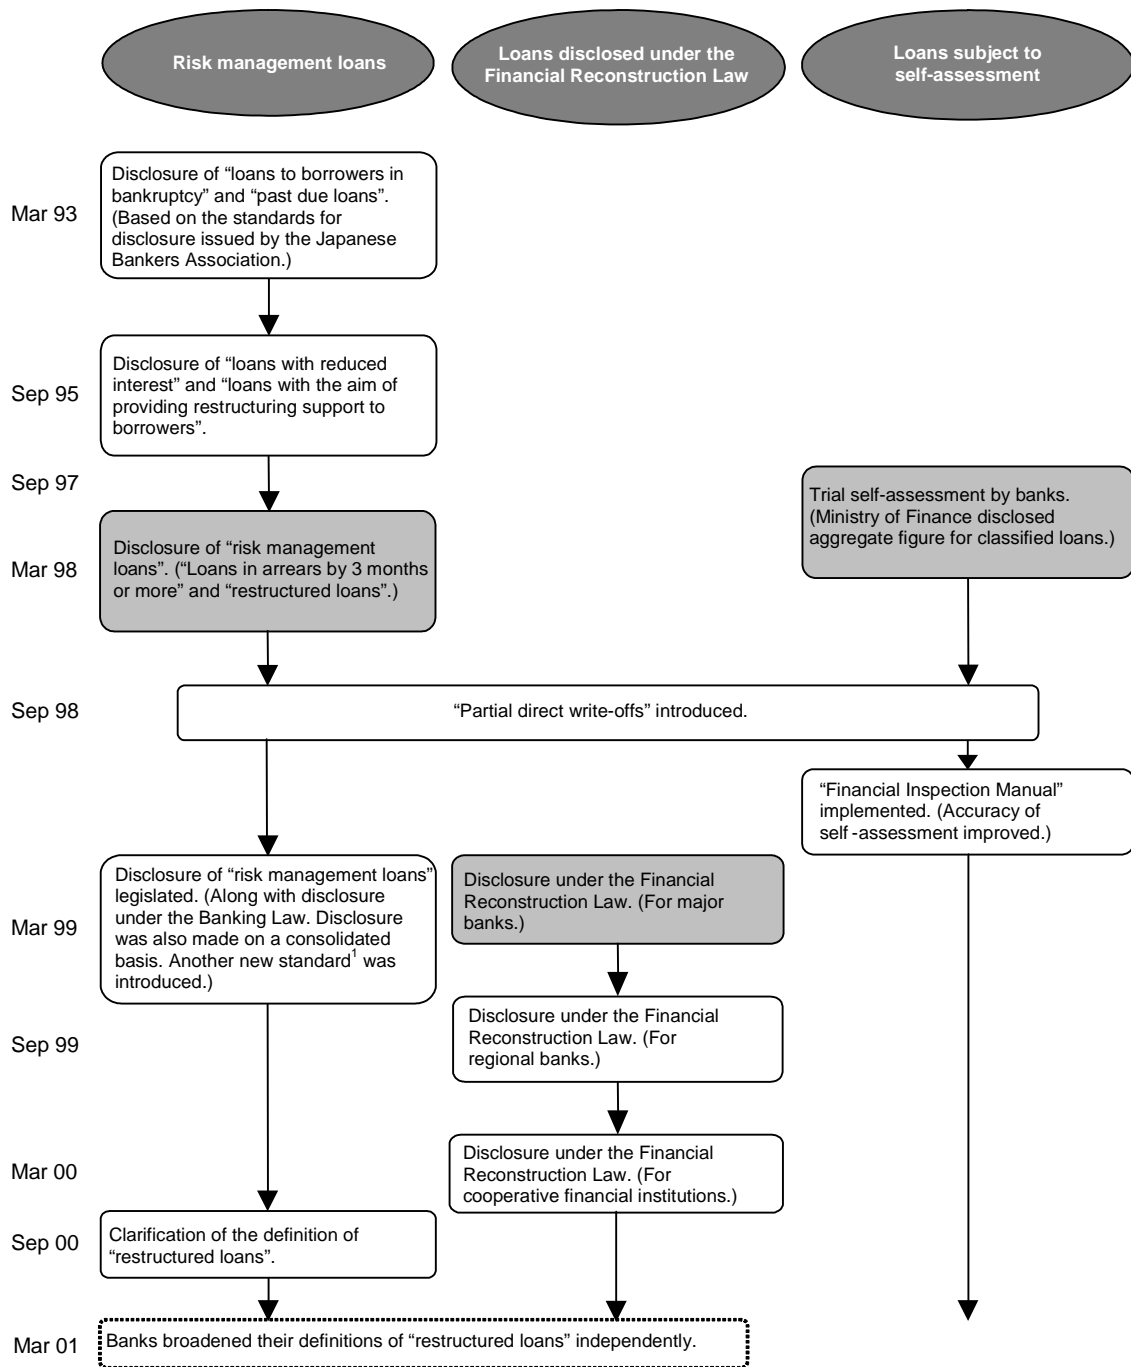 Risk management loans
Loans disclosed under the
Financial Reconstruction Law
Loans subject to
self-assessment
Mar 93
Disclosure of “loans to borrowers in
bankruptcy” and “past due loans”.
(Based on the standards for
disclosure issued by the Japanese
Bankers Association.)
Sep 95
Disclosure of “loans with reduced
interest” and “loans with the aim of
providing restructuring support to
borrowers”.
Sep 97
Trial self-assessment by banks.
(Ministry of Finance disclosed
aggregate figure for classified loans.)
Mar 98
Disclosure of “risk management
loans”. (“Loans in arrears by 3 months
or more” and “restructured loans”.)
Sep 98
“Partial direct write-offs” introduced.
“Financial Inspection Manual”
implemented. (Accuracy of
self -assessment improved.)
Mar 99
Disclosure of “risk management loans”
legislated. (Along with disclosure
under the Banking Law. Disclosure
was also made on a consolidated
basis. Another new standard¹ was
introduced.)
Disclosure under the Financial
Reconstruction Law. (For major
banks.)
Sep 99
Disclosure under the Financial
Reconstruction Law. (For
regional banks.)
Mar 00
Disclosure under the Financial
Reconstruction Law. (For
cooperative financial institutions.)
Sep 00
Clarification of the definition of
“restructured loans”.
Mar 01
Banks broadened their definitions of “restructured loans” independently.